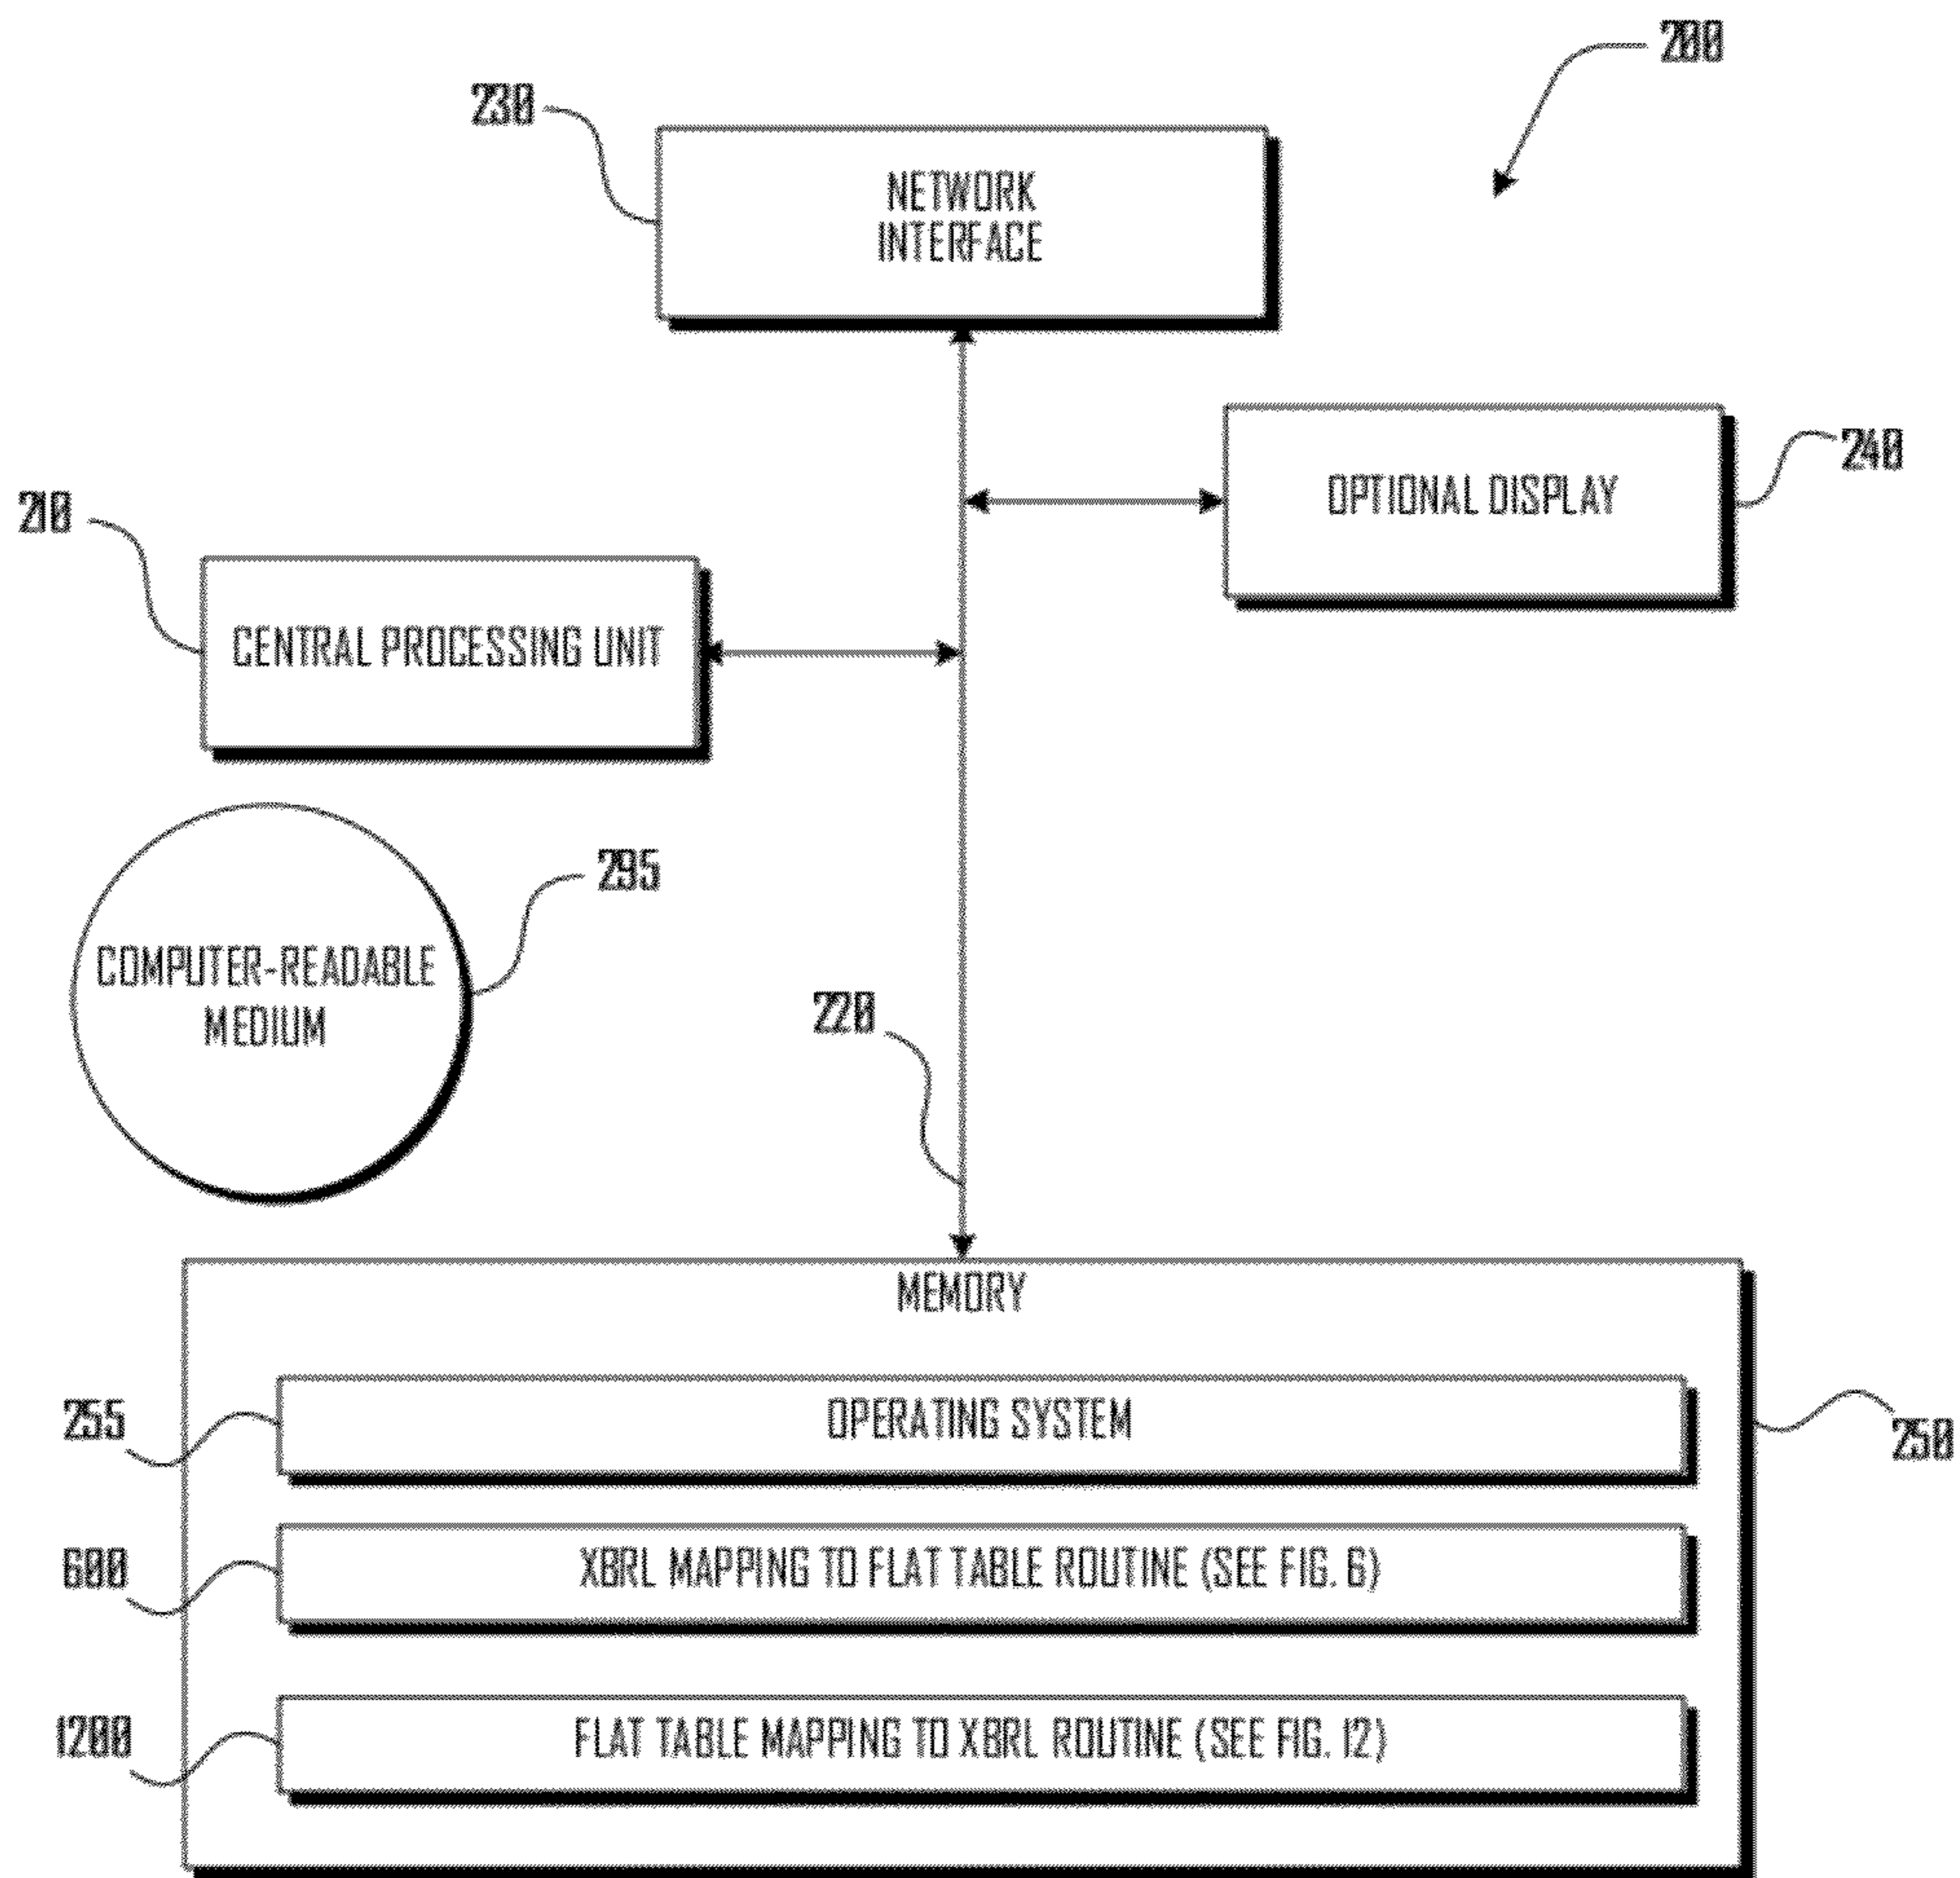 200
230
NETWORK
INTERFACE
240
OPTIONAL DISPLAY
210
CENTRAL PROCESSING UNIT
295
COMPUTER-READABLE
MEDIUM
220
MEMORY
255
OPERATING SYSTEM
250
600
XBRL MAPPING TO FLAT TABLE ROUTINE (SEE FIG. 6)
1200
FLAT TABLE MAPPING TO XBRL ROUTINE (SEE FIG. 12)